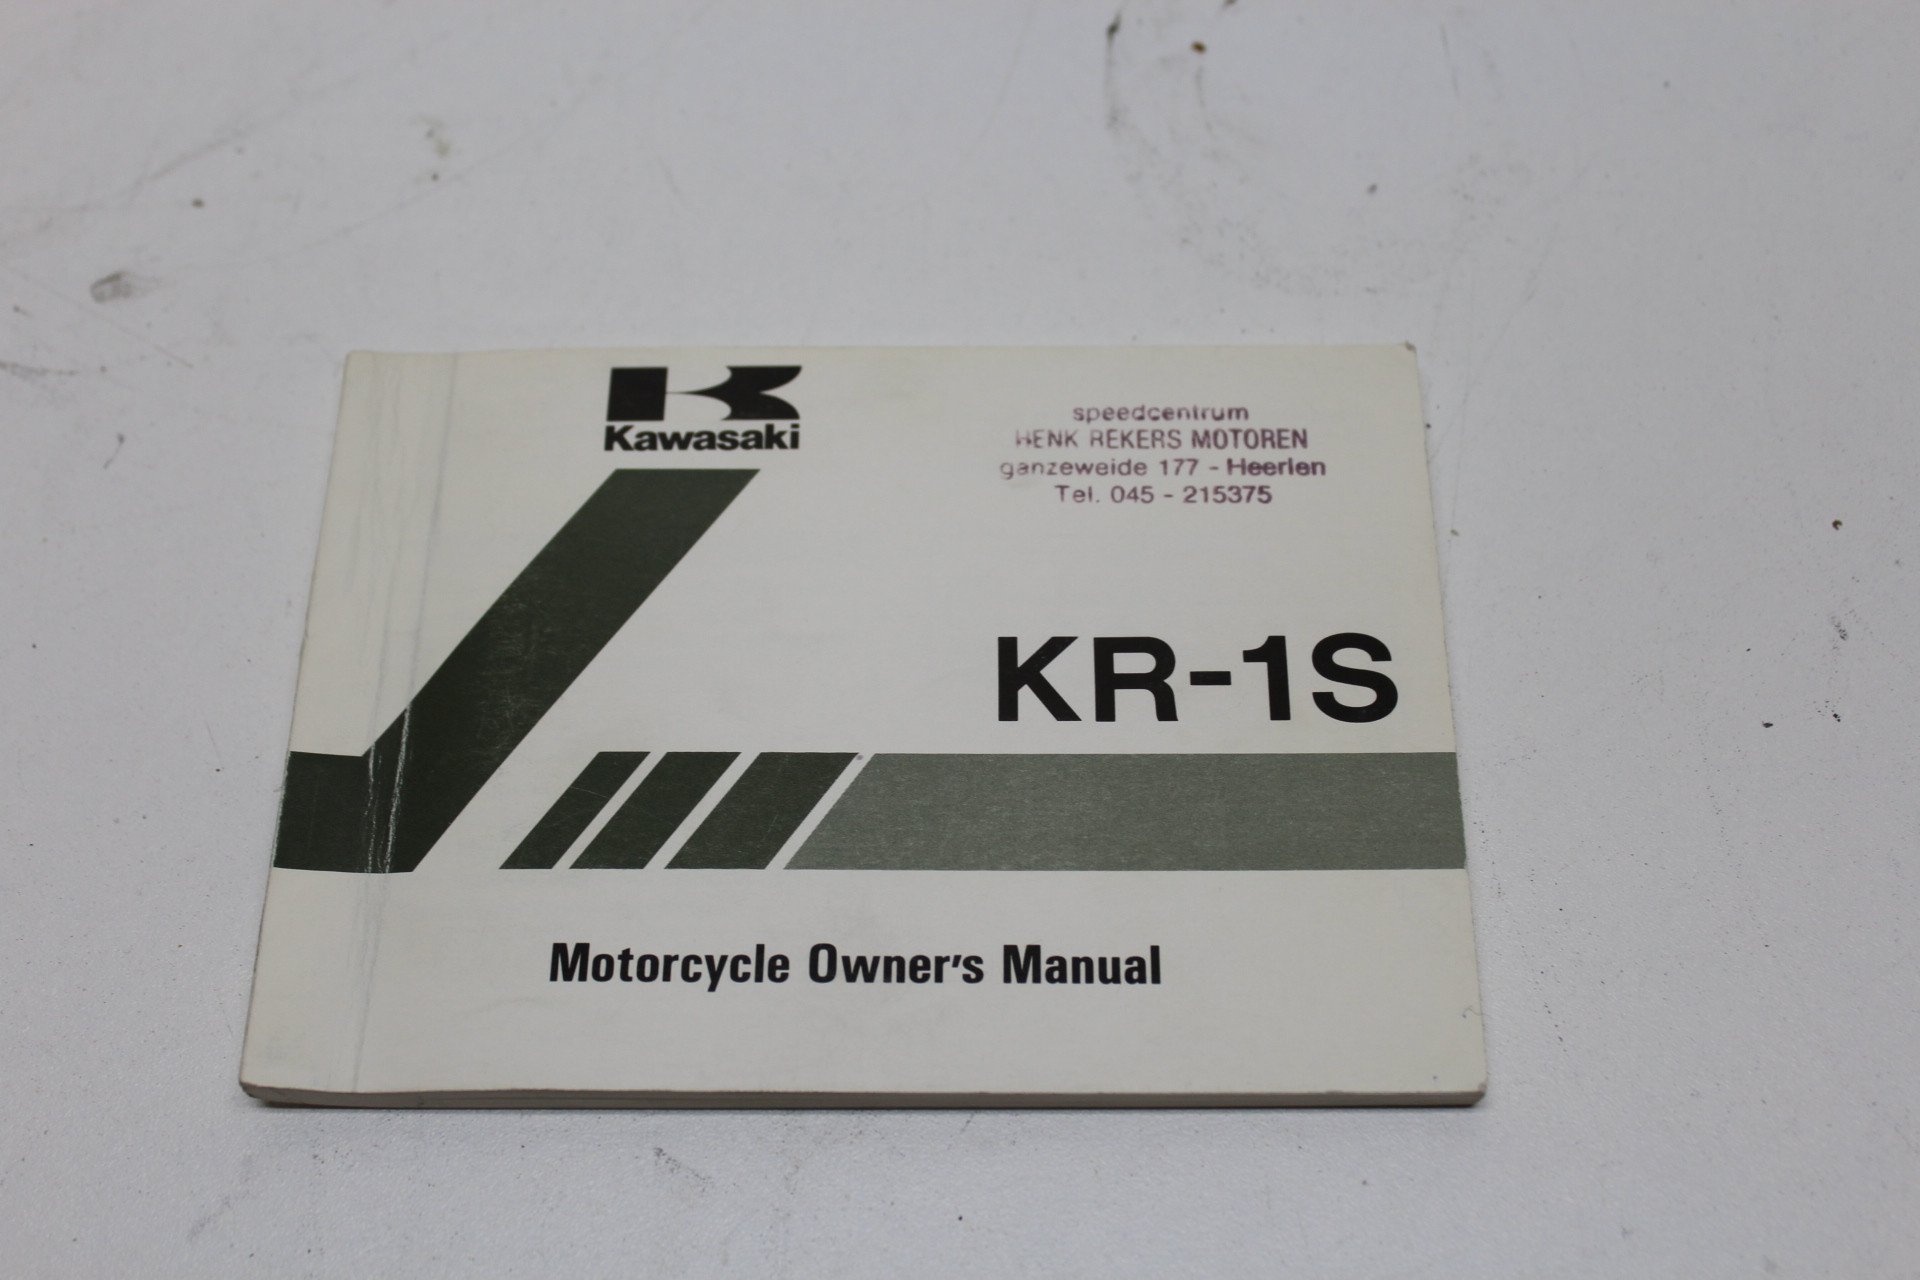 Kawasaki
speedcentrum
HENK REKERS MOTOREN
ganzeweide 177 - Heerlen
Tel. 045 - 215375
KR-1S
Motorcycle Owner's Manual